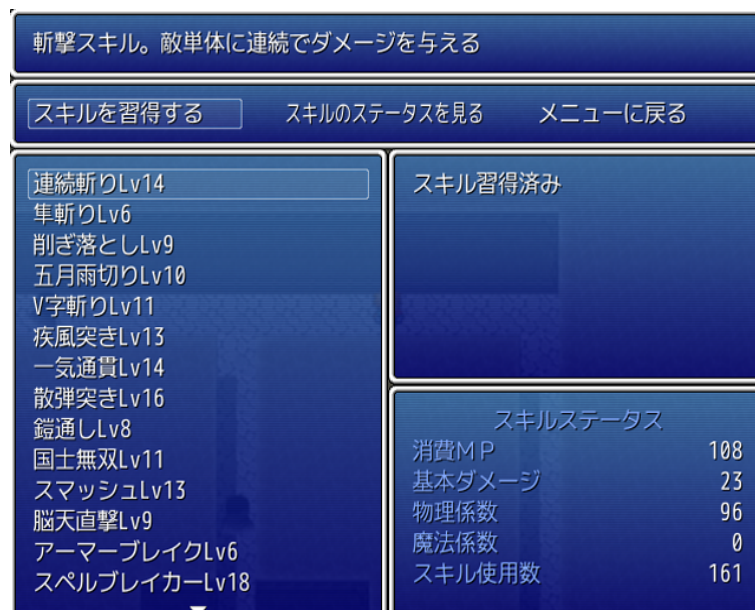 斬撃スキル。敵単体に連続でダメージを与える
スキルを習得する スキルのステータスを見る メニューに戻る
連続斬りLv14
隼斬りLv6
削ぎ落としLv9
五月雨切りLv10
V字斬りLv11
疾風突きLv13
一気通貫Lv14
散弾突きLv16
鎧通しLv8
国士無双Lv11
スマッシュLv13
脳天直撃Lv9
アーマーブレイクLv6
スペルブレイカーLv18
スキル習得済み
スキルステータス
消費MP 108
基本ダメージ 23
物理係数 96
魔法係数 0
スキル使用数 161